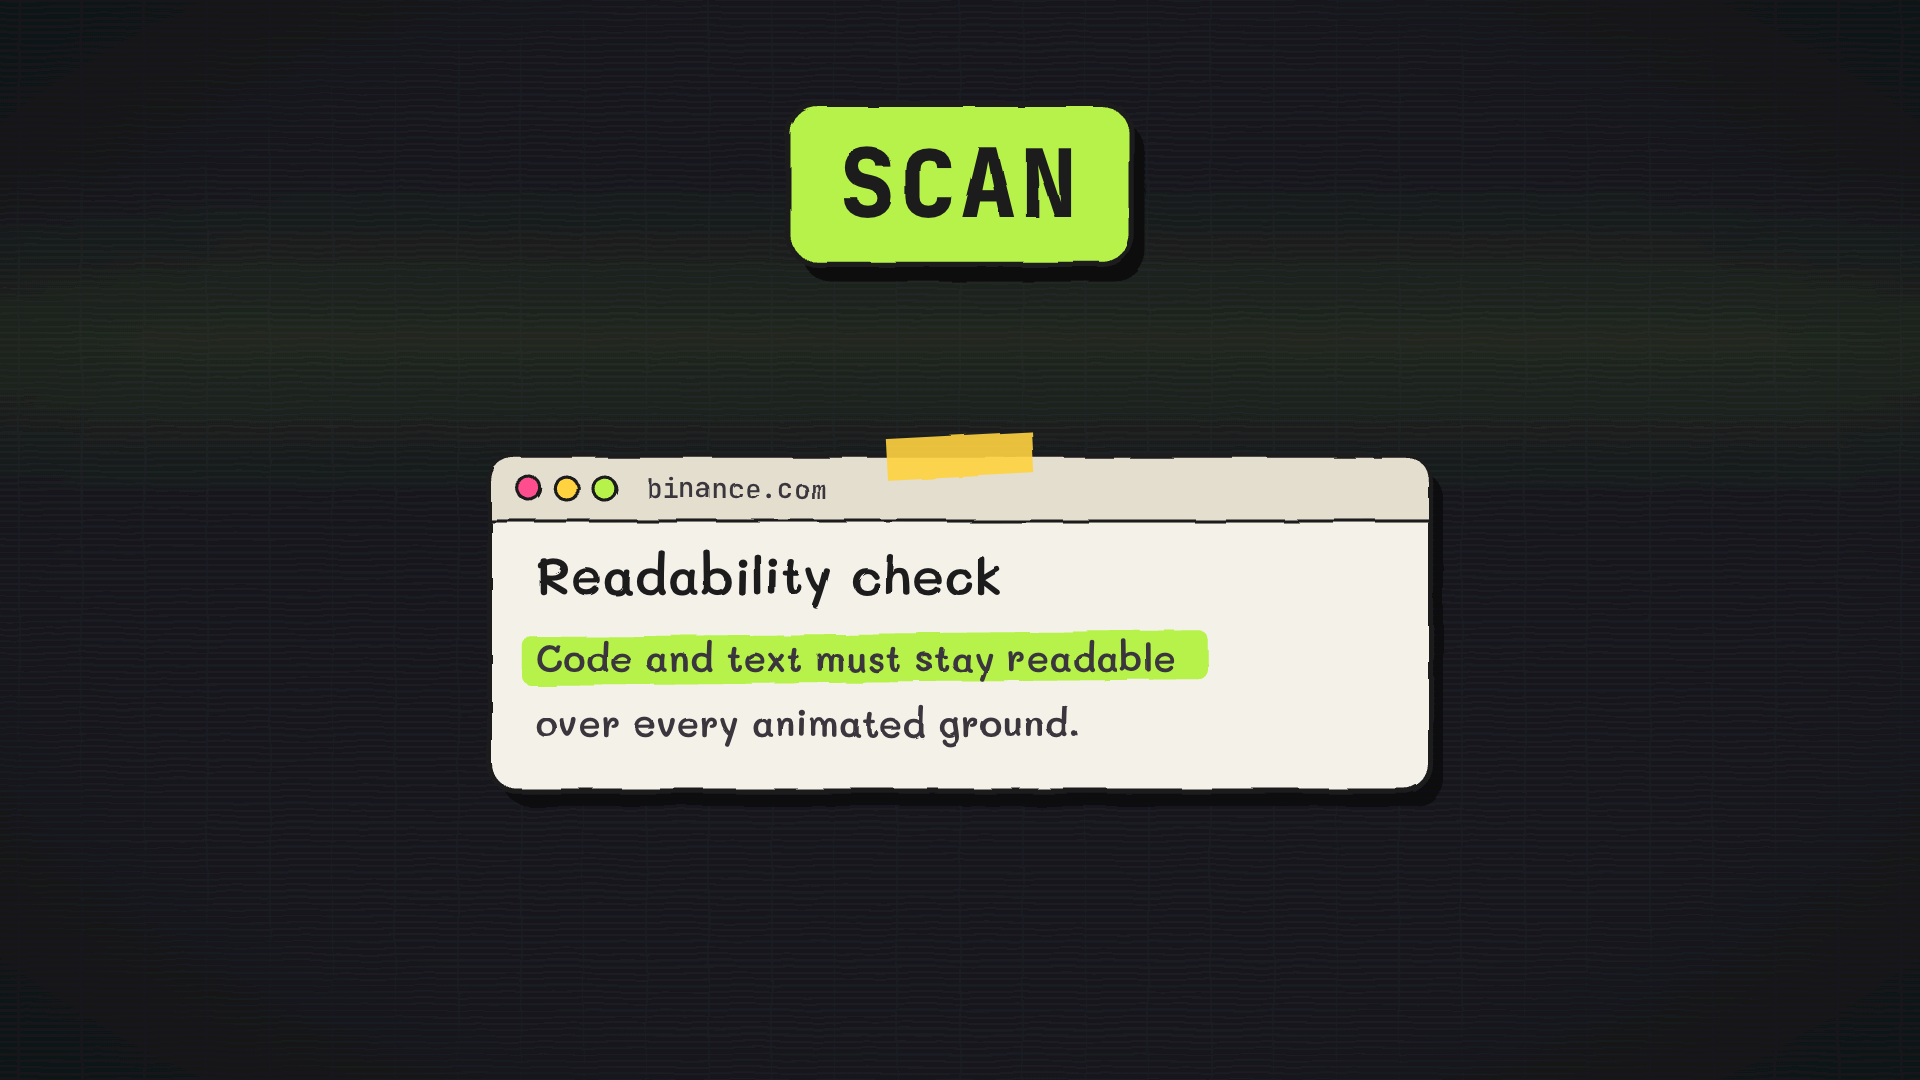 SCAN
binance.com
Readability check
Code and text must stay readable
over every animated ground.